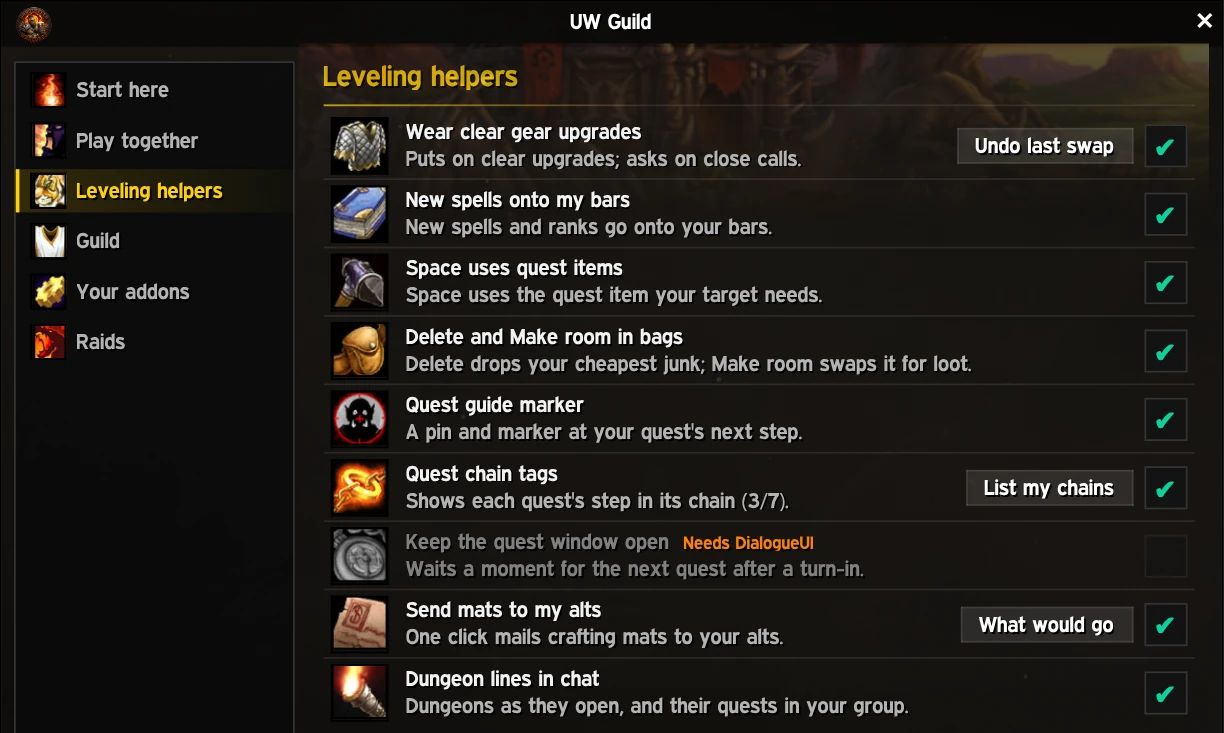 UW Guild
Start here
Play together
Leveling helpers
Guild
Your addons
Raids
Leveling helpers
Wear clear gear upgrades
Puts on clear upgrades; asks on close calls.
Undo last swap
New spells onto my bars
New spells and ranks go onto your bars.
Space uses quest items
Space uses the quest item your target needs.
Delete and Make room in bags
Delete drops your cheapest junk; Make room swaps it for loot.
Quest guide marker
A pin and marker at your quest's next step.
Quest chain tags
Shows each quest's step in its chain (3/7).
List my chains
Keep the quest window open Needs DialogueUI
Waits a moment for the next quest after a turn-in.
Send mats to my alts
One click mails crafting mats to your alts.
What would go
Dungeon lines in chat
Dungeons as they open, and their quests in your group.